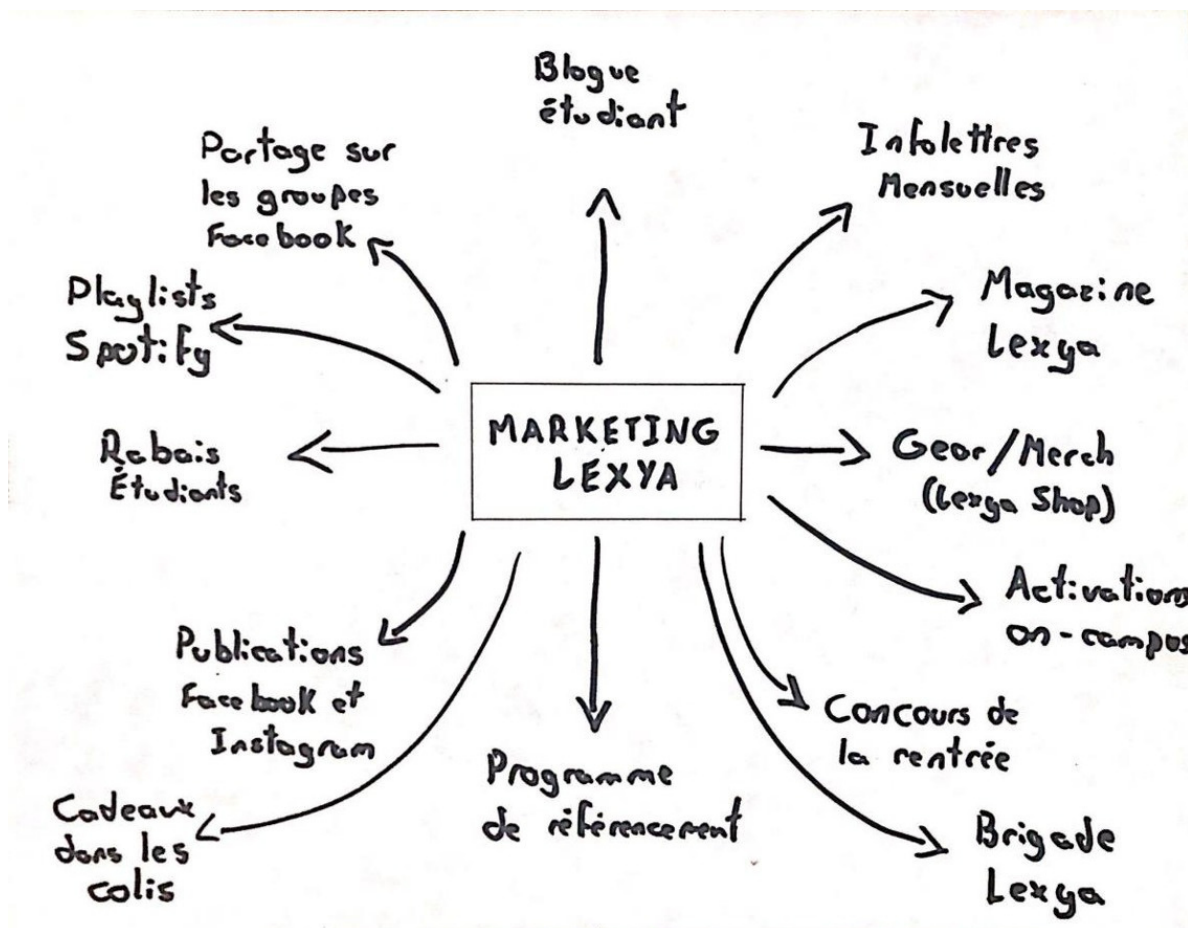 Blogue
étudiant
Infolettres
Mensuelles
Magazine
Lexya
Gear/Merch
(Lexya Shop)
Activations
on-campus
Concours de
la rentrée
Brigade
Lexya
Programme
de référencement
Cadeaux
dans les
colis
Publications
Facebook et
Instagram
Rabais
Étudiants
Playlists
Spotify
Partage sur
les groupes
Facebook
MARKETING
LEXYA